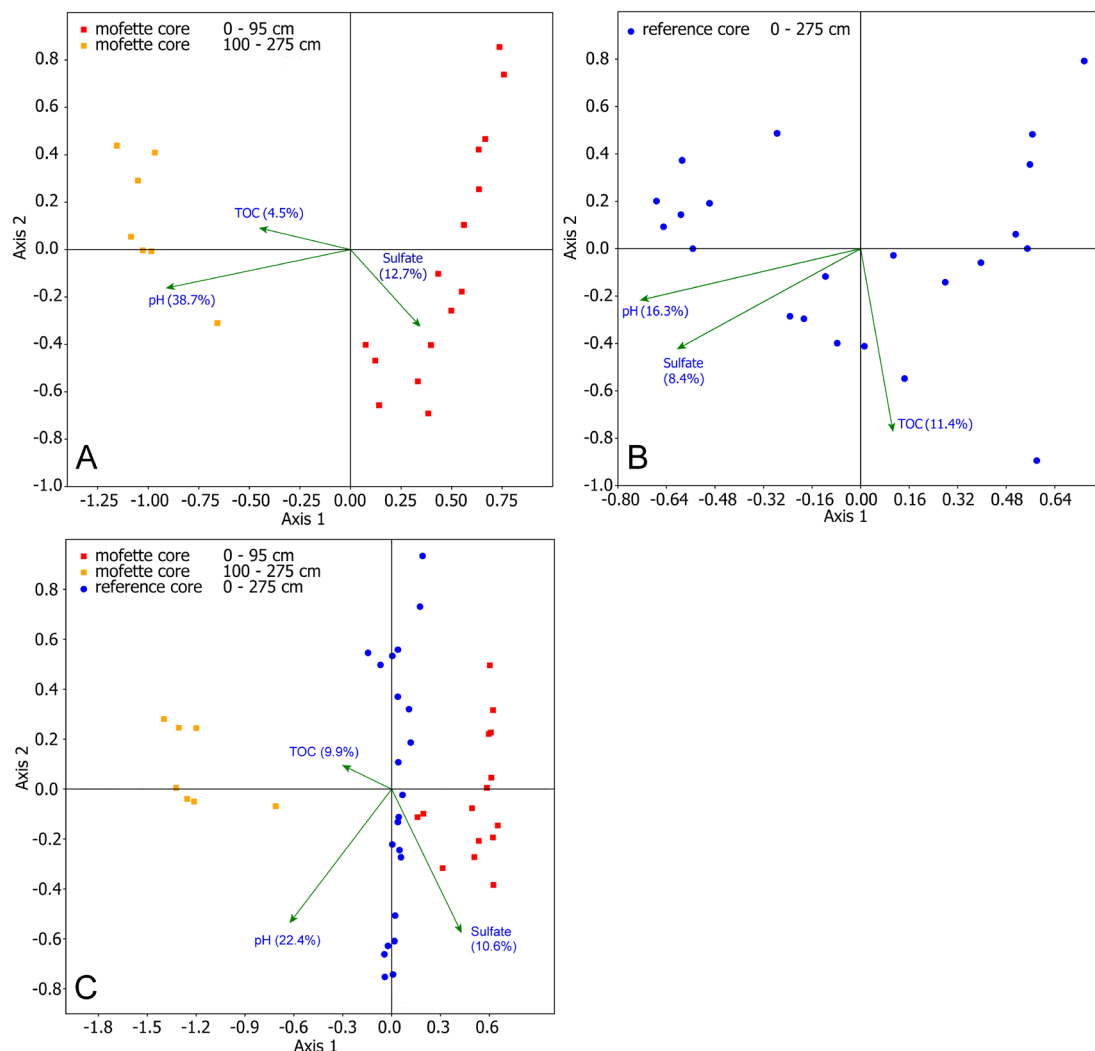 mofette core 0 - 95 cm
mofette core 100 - 275 cm
0.8
0.6
0.4
0.2
0.0
-0.2
-0.4
-0.6
-0.8
-1.0
Axis 2
TOC (4.5%)
Sulfate
(12.7%)
pH (38.7%)
A
-1.25 -1.00 -0.75 -0.50 -0.25 0.00 0.25 0.50 0.75
Axis 1
reference core 0 - 275 cm
0.8
0.6
0.4
0.2
0.0
-0.2
-0.4
-0.6
-0.8
-1.0
Axis 2
pH (16.3%)
Sulfate
(8.4%)
TOC (11.4%)
B
-0.80 -0.64 -0.48 -0.32 -0.16 0.00 0.16 0.32 0.48 0.64
Axis 1
mofette core 0 - 95 cm
mofette core 100 - 275 cm
reference core 0 - 275 cm
0.8
0.6
0.4
0.2
0.0
-0.2
-0.4
-0.6
-0.8
Axis 2
TOC (9.9%)
pH (22.4%)
Sulfate
(10.6%)
C
-1.8 -1.5 -1.2 -0.9 -0.6 -0.3 0.0 0.3 0.6
Axis 1